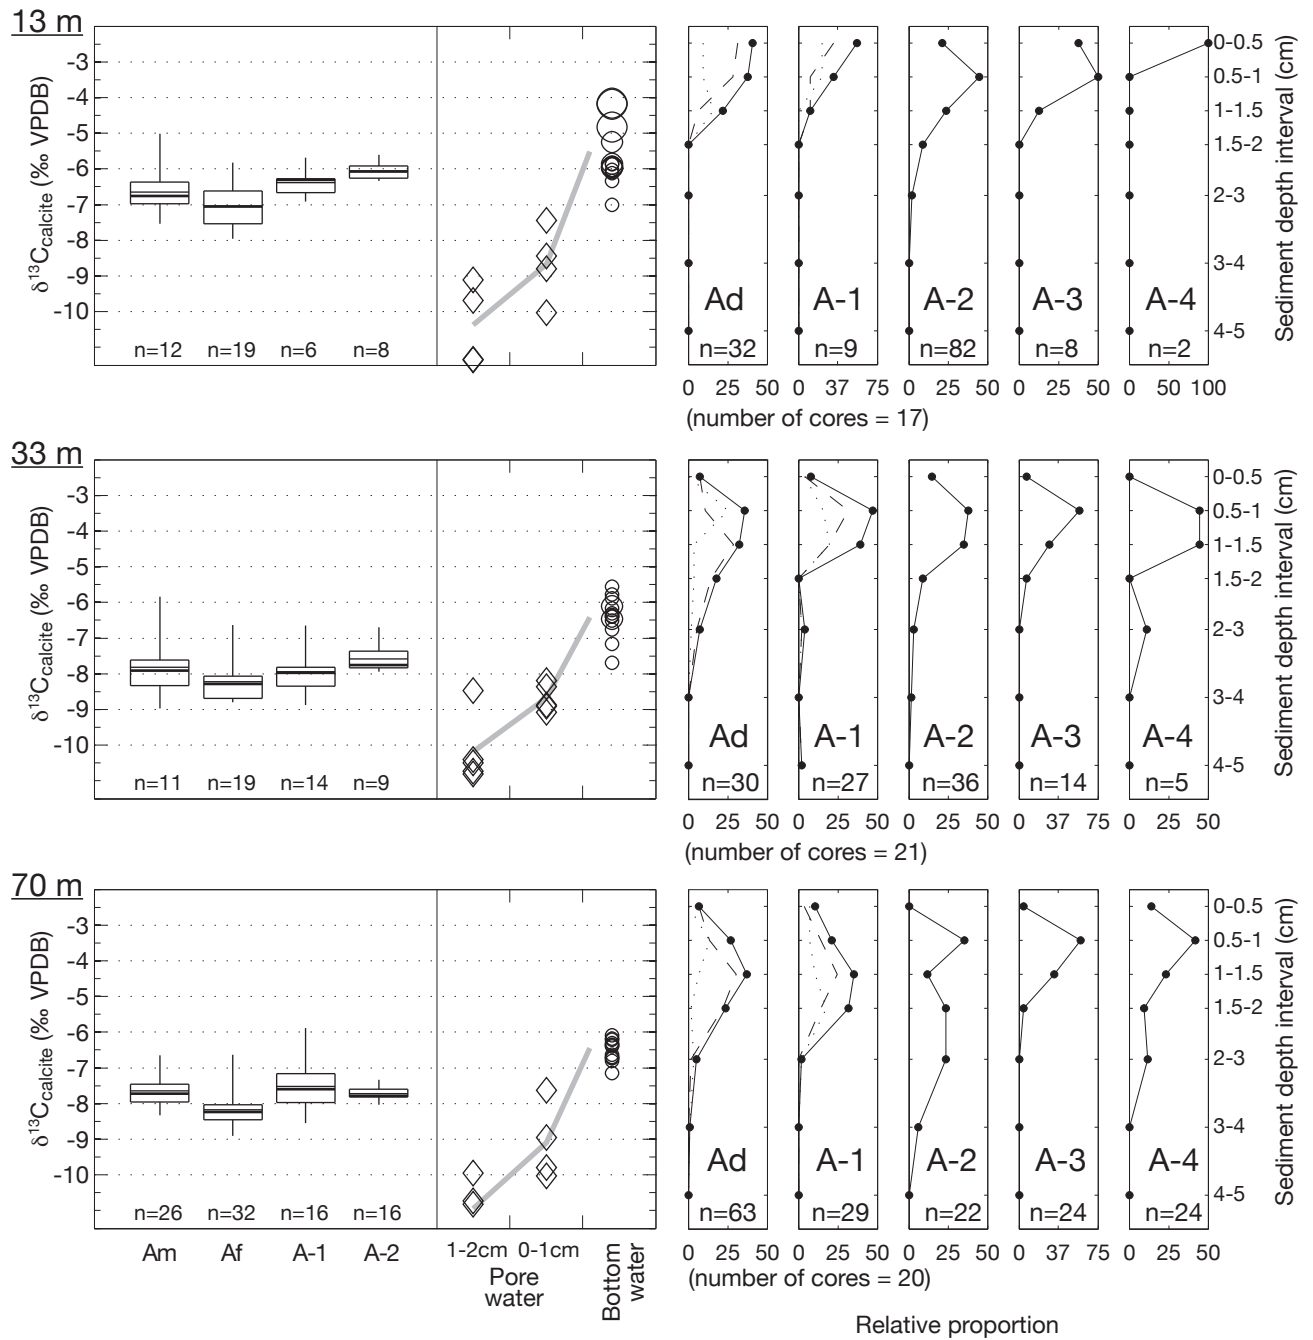 13 m
-3
-4
-5
-6
-7
-8
-9
-10
δ13Ccalcite (‰ VPDB)
n=12 n=19 n=6 n=8
Ad A-1 A-2 A-3 A-4
n=32 n=9 n=82 n=8 n=2
0 25 50 0 37 75 0 25 50 0 25 50 0 50 100
(number of cores = 17)
0-0.5
0.5-1
1-1.5
1.5-2
2-3
3-4
4-5
Sediment depth interval (cm)
33 m
-3
-4
-5
-6
-7
-8
-9
-10
δ13Ccalcite (‰ VPDB)
n=11 n=19 n=14 n=9
Ad A-1 A-2 A-3 A-4
n=30 n=27 n=36 n=14 n=5
0 25 50 0 25 50 0 25 50 0 37 75 0 25 50
(number of cores = 21)
0-0.5
0.5-1
1-1.5
1.5-2
2-3
3-4
4-5
Sediment depth interval (cm)
70 m
-3
-4
-5
-6
-7
-8
-9
-10
δ13Ccalcite (‰ VPDB)
n=26 n=32 n=16 n=16
Am Af A-1 A-2
1-2cm 0-1cm
Pore
water
Bottom
water
Ad A-1 A-2 A-3 A-4
n=63 n=29 n=22 n=24 n=24
0 25 50 0 25 50 0 25 50 0 37 75 0 25 50
(number of cores = 20)
0-0.5
0.5-1
1-1.5
1.5-2
2-3
3-4
4-5
Sediment depth interval (cm)
Relative proportion